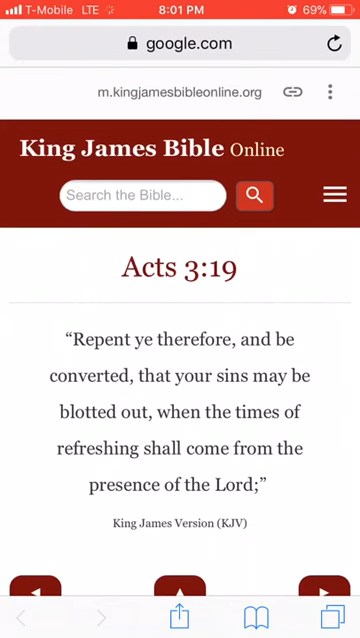 T-Mobile LTE 8:01 PM 69%
google.com
m.kingjamesbibleonline.org
King James Bible Online
Search the Bible...
Acts 3:19
“Repent ye therefore, and be
converted, that your sins may be
blotted out, when the times of
refreshing shall come from the
presence of the Lord;”
King James Version (KJV)